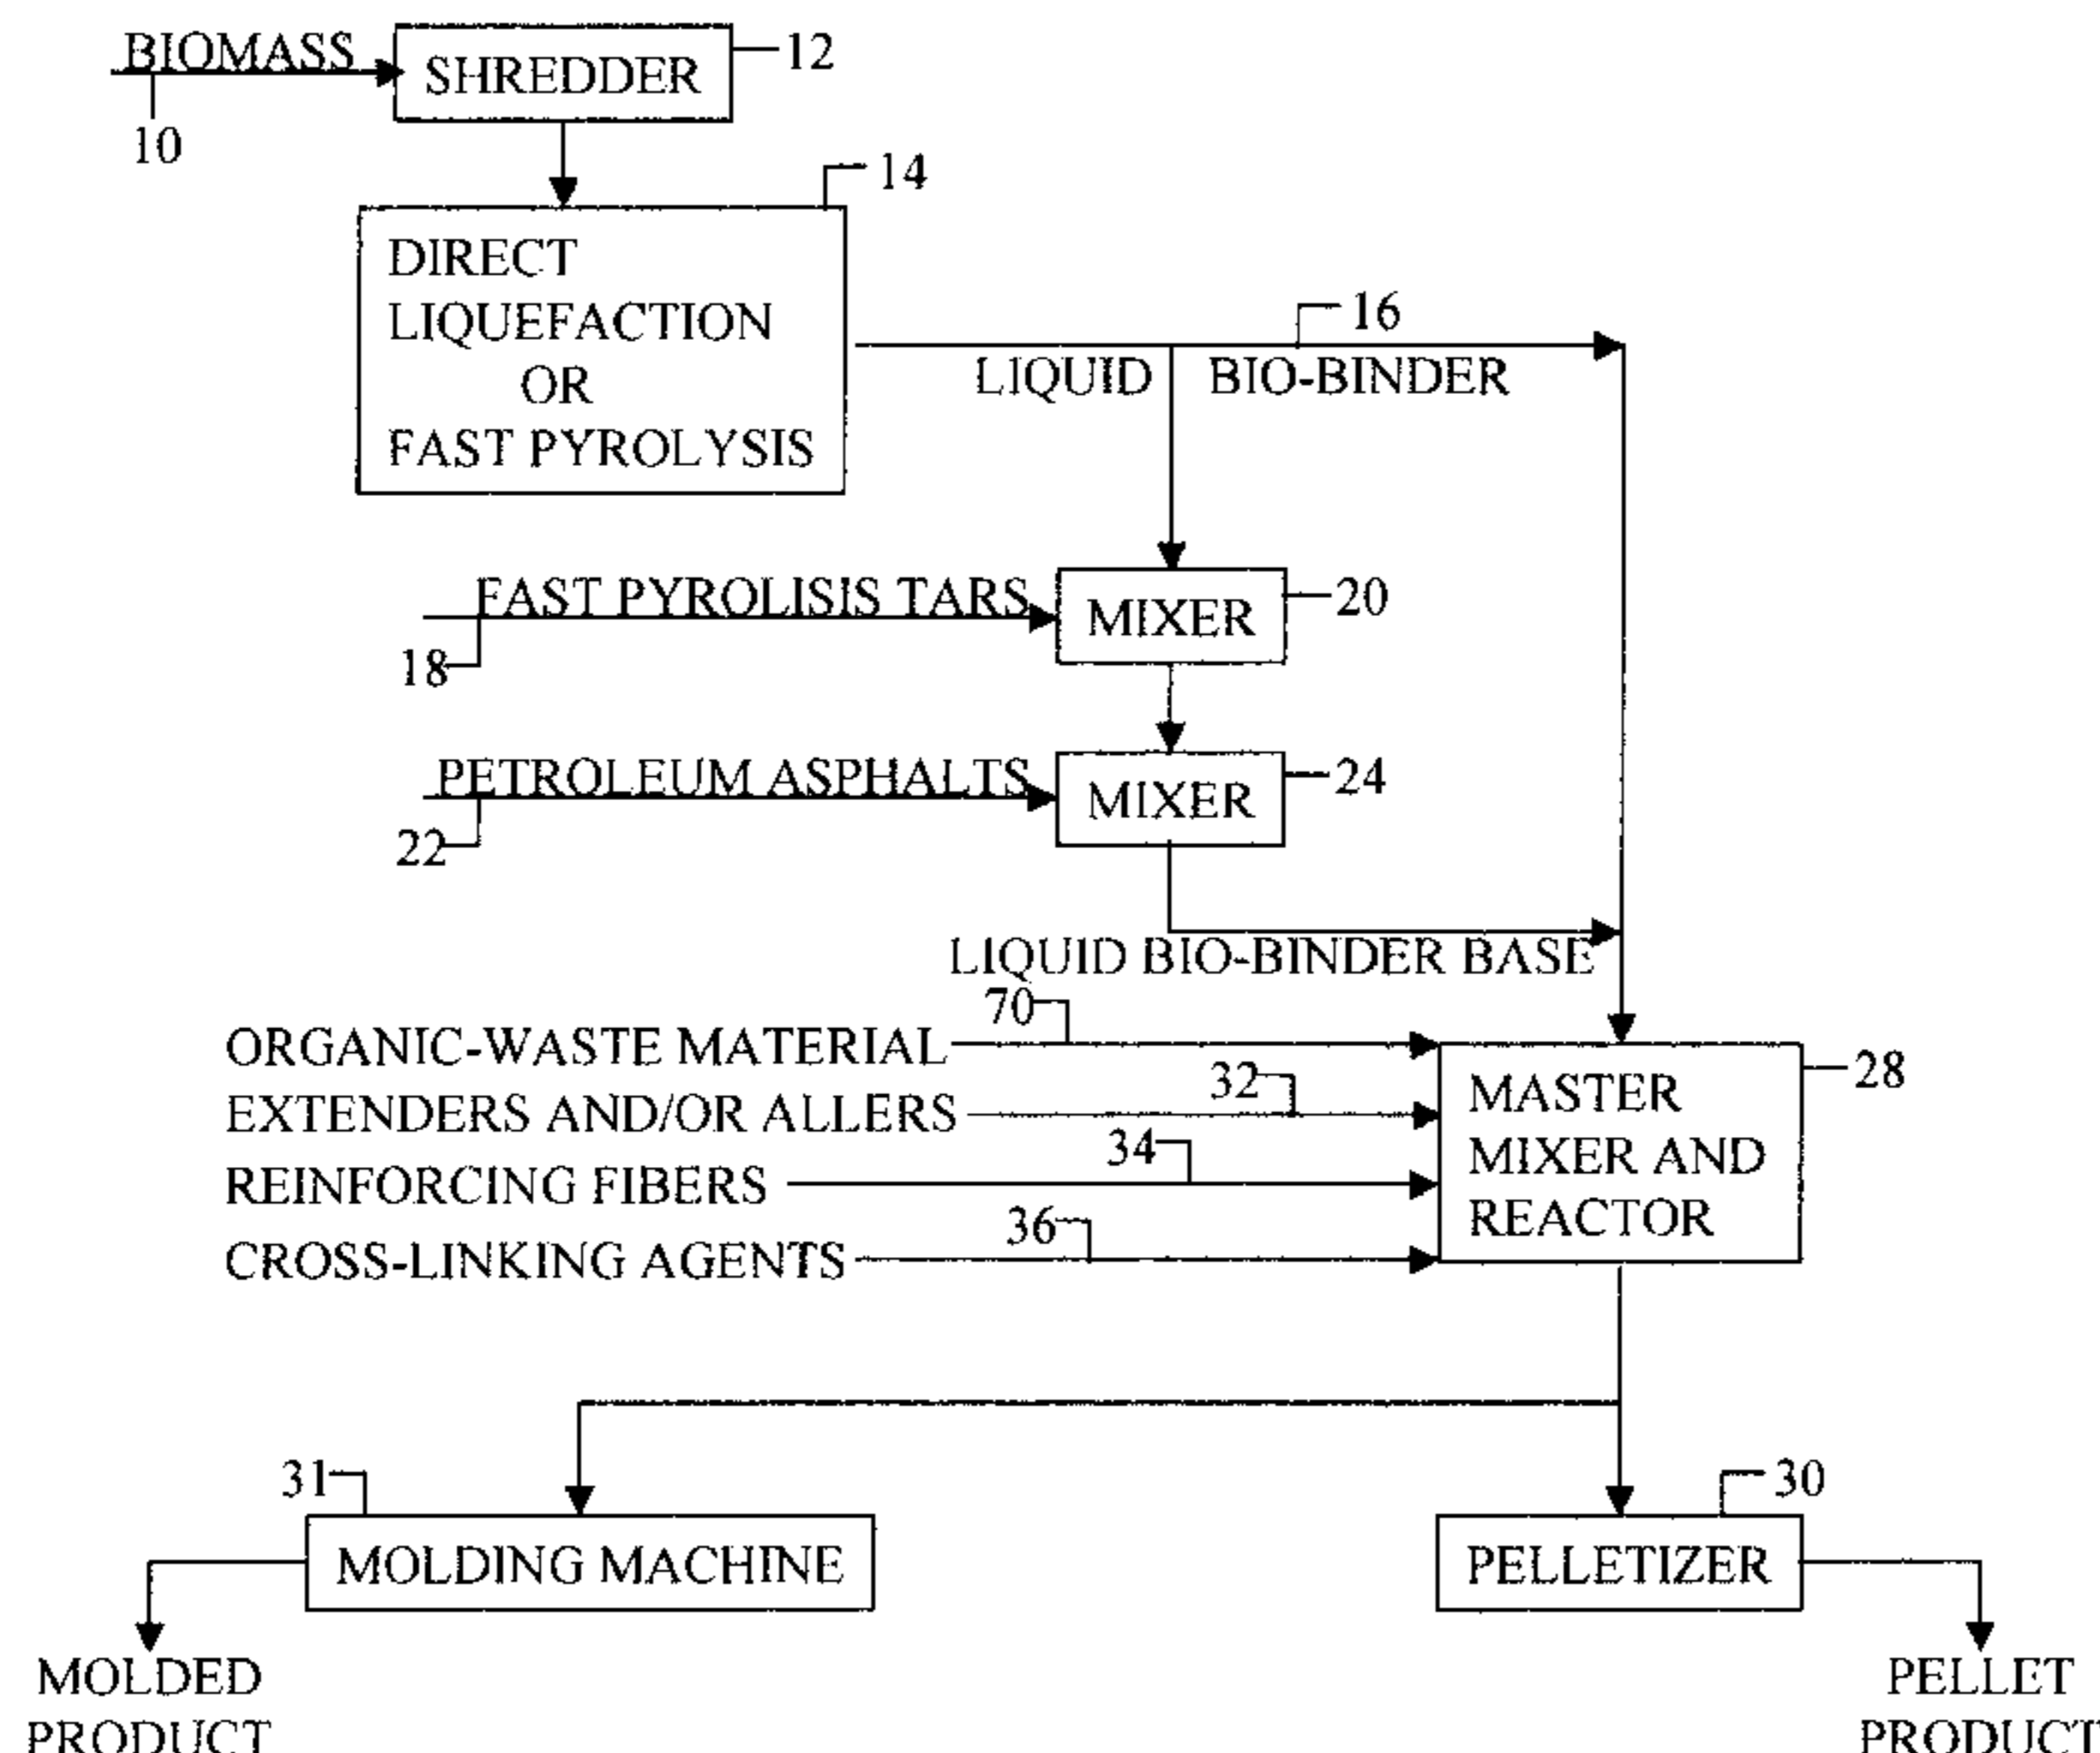 BIOMASS
SHREDDER
12
10
14
DIRECT
LIQUEFACTION
OR
FAST PYROLYSIS
16
LIQUID BIO-BINDER
FAST PYROLISIS TARS
MIXER
20
18
PETROLEUM ASPHALTS
MIXER
24
22
LIQUID BIO-BINDER BASE
70
ORGANIC-WASTE MATERIAL
32
EXTENDERS AND/OR ALLERS
34
REINFORCING FIBERS
36
CROSS-LINKING AGENTS
MASTER
MIXER AND
REACTOR
28
31
MOLDING MACHINE
30
PELLETIZER
MOLDED
PRODUCT
PELLET
PRODUCT